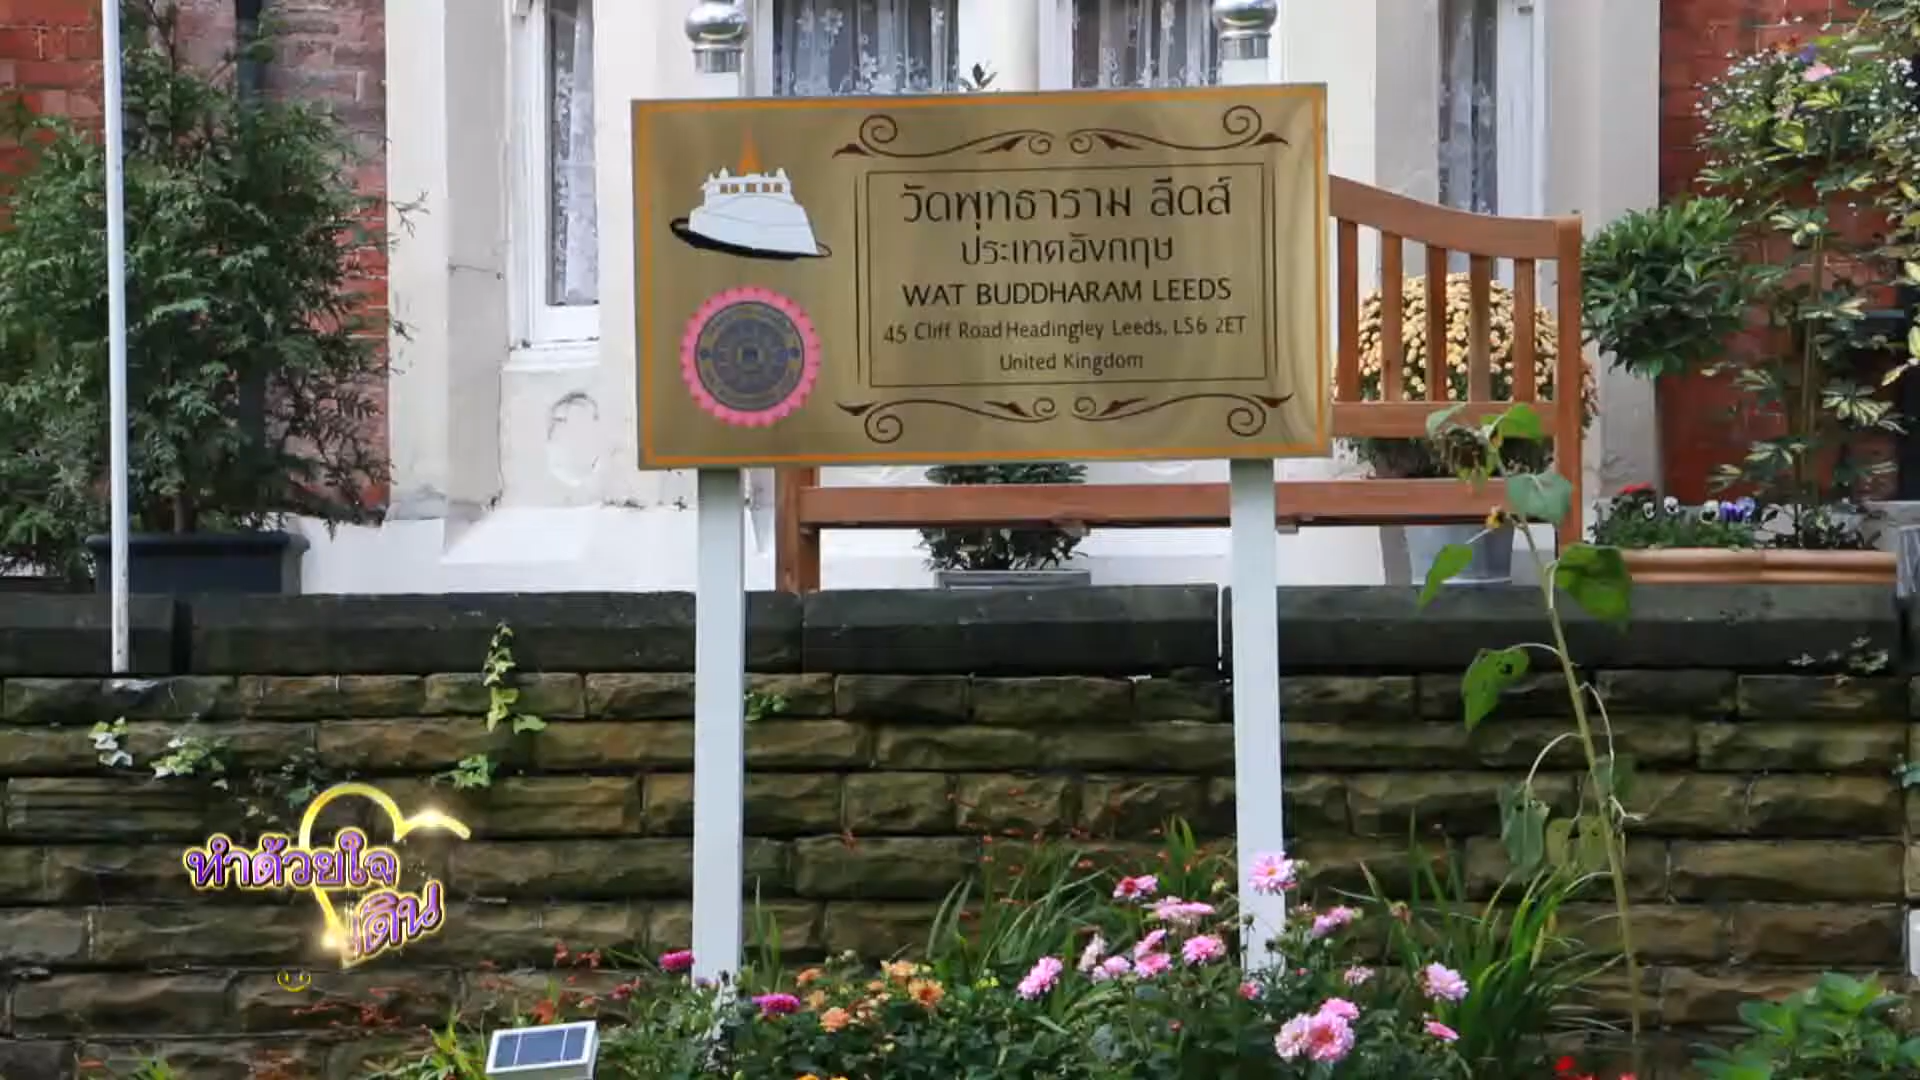 วัดพุทธาราม ลีดส์
ประเทศอังกฤษ
WAT BUDDHARAM LEEDS
45 Cliff Road Headingley Leeds, LS6 2ET
United Kingdom
ทำด้วยใจ
เดิน